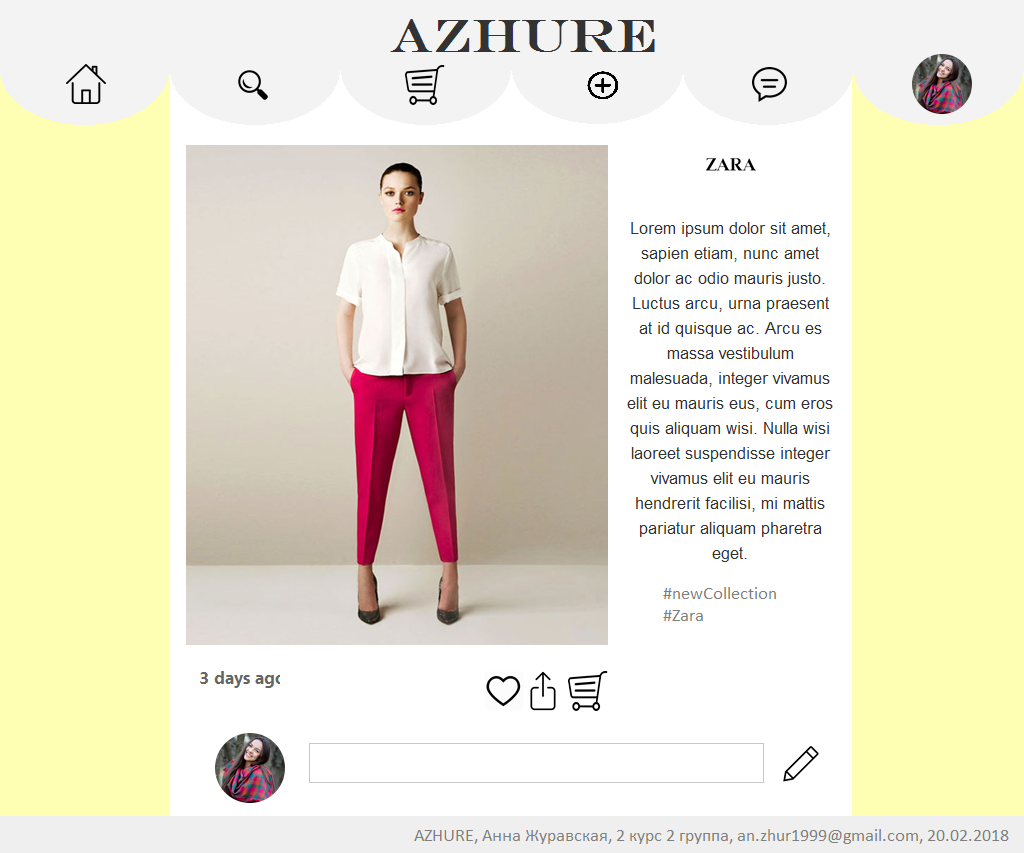 AZHURE
ZARA
Lorem ipsum dolor sit amet,
sapien etiam, nunc amet
dolor ac odio mauris justo.
Luctus arcu, urna praesent
at id quisque ac. Arcu es
massa vestibulum
malesuada, integer vivamus
elit eu mauris eus, cum eros
quis aliquam wisi. Nulla wisi
laoreet suspendisse integer
vivamus elit eu mauris
hendrerit facilisi, mi mattis
pariatur aliquam pharetra
eget.
#newCollection
#Zara
3 days ago
AZHURE, Анна Журавская, 2 курс 2 группа, an.zhur1999@gmail.com, 20.02.2018